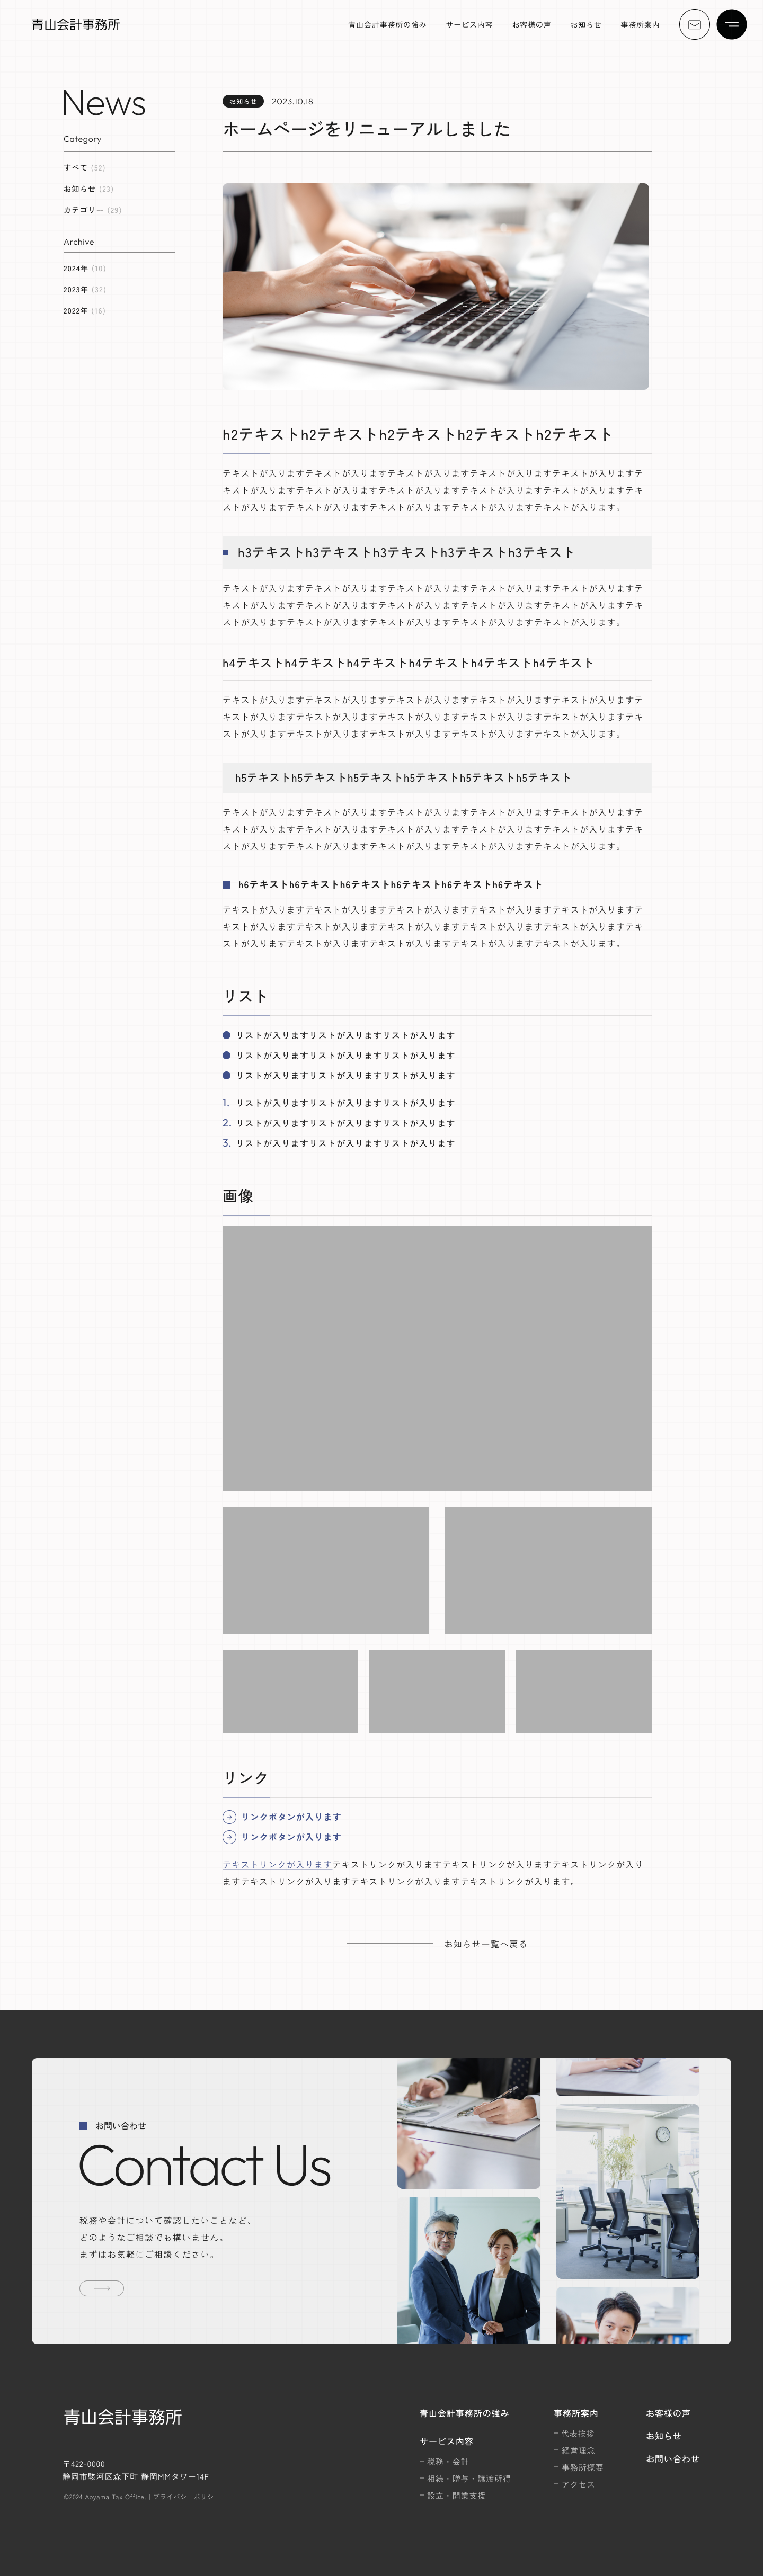 青山会計事務所
青山会計事務所の強み
サービス内容
お客様の声
お知らせ
事務所案内
News
Category
すべて (52)
お知らせ (23)
カテゴリー (29)
Archive
2024年 (10)
2023年 (32)
2022年 (16)
お知らせ 2023.10.18
ホームページをリニューアルしました
h2テキストh2テキストh2テキストh2テキストh2テキスト
テキストが入りますテキストが入りますテキストが入りますテキストが入りますテキストが入りますテ
キストが入りますテキストが入りますテキストが入りますテキストが入りますテキストが入りますテキ
ストが入りますテキストが入りますテキストが入りますテキストが入りますテキストが入ります。
h3テキストh3テキストh3テキストh3テキストh3テキスト
テキストが入りますテキストが入りますテキストが入りますテキストが入りますテキストが入りますテ
キストが入りますテキストが入りますテキストが入りますテキストが入りますテキストが入りますテキ
ストが入りますテキストが入りますテキストが入りますテキストが入りますテキストが入ります。
h4テキストh4テキストh4テキストh4テキストh4テキストh4テキスト
テキストが入りますテキストが入りますテキストが入りますテキストが入りますテキストが入りますテ
キストが入りますテキストが入りますテキストが入りますテキストが入りますテキストが入りますテキ
ストが入りますテキストが入りますテキストが入りますテキストが入りますテキストが入ります。
h5テキストh5テキストh5テキストh5テキストh5テキストh5テキスト
テキストが入りますテキストが入りますテキストが入りますテキストが入りますテキストが入りますテ
キストが入りますテキストが入りますテキストが入りますテキストが入りますテキストが入りますテキ
ストが入りますテキストが入りますテキストが入りますテキストが入りますテキストが入ります。
h6テキストh6テキストh6テキストh6テキストh6テキストh6テキスト
テキストが入りますテキストが入りますテキストが入りますテキストが入りますテキストが入りますテ
キストが入りますテキストが入りますテキストが入りますテキストが入りますテキストが入りますテキ
ストが入りますテキストが入りますテキストが入りますテキストが入りますテキストが入ります。
リスト
リストが入りますリストが入りますリストが入ります
リストが入りますリストが入りますリストが入ります
リストが入りますリストが入りますリストが入ります
1. リストが入りますリストが入りますリストが入ります
2. リストが入りますリストが入りますリストが入ります
3. リストが入りますリストが入りますリストが入ります
画像
リンク
リンクボタンが入ります
リンクボタンが入ります
テキストリンクが入りますテキストリンクが入りますテキストリンクが入りますテキストリンクが入り
ますテキストリンクが入りますテキストリンクが入りますテキストリンクが入ります。
お知らせ一覧へ戻る
お問い合わせ
Contact Us
税務や会計について確認したいことなど、
どのようなご相談でも構いません。
まずはお気軽にご相談ください。
青山会計事務所
〒422-0000
静岡市駿河区森下町 静岡MMタワー14F
©2024 Aoyama Tax Office. | プライバシーポリシー
青山会計事務所の強み
サービス内容
− 税務・会計
− 相続・贈与・譲渡所得
− 設立・開業支援
事務所案内
− 代表挨拶
− 経営理念
− 事務所概要
− アクセス
お客様の声
お知らせ
お問い合わせ